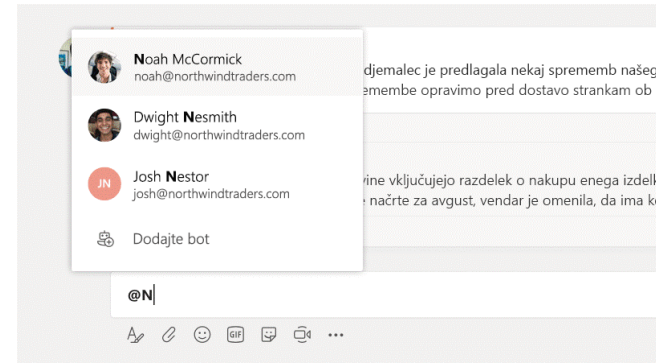 Noah McCormick
noah@northwindtraders.com
Dwight Nesmith
dwight@northwindtraders.com
JN
Josh Nestor
josh@northwindtraders.com
Dodajte bot
djemalec je predlagala nekaj sprememb našeg
emembe opravimo pred dostavo strankam ob
vine vključujejo razdelek o nakupu enega izdelk
načrte za avgust, vendar je omenila, da ima k
@N
GIF